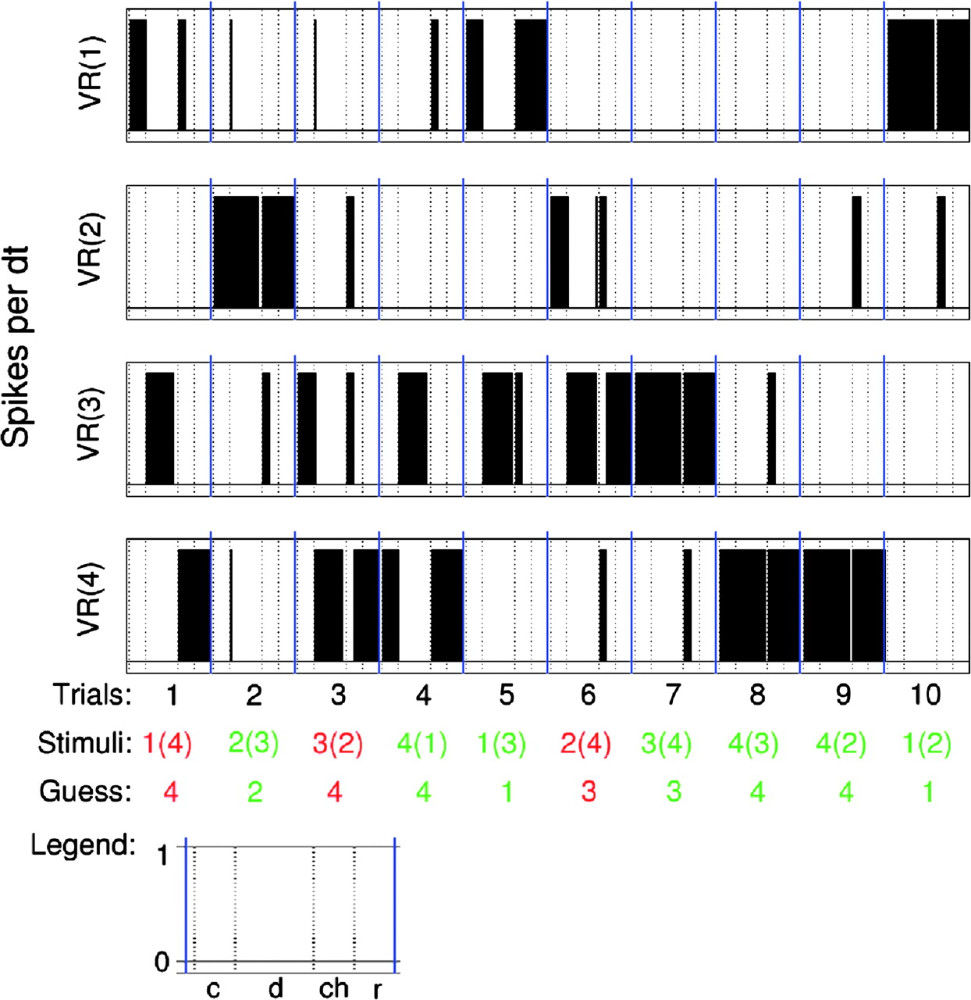 VR(1)
VR(2)
Spikes per dt
VR(3)
VR(4)
Trials: 1 2 3 4 5 6 7 8 9 10
Stimuli: 1(4) 2(3) 3(2) 4(1) 1(3) 2(4) 3(4) 4(3) 4(2) 1(2)
Guess: 4 2 4 4 1 3 3 4 4 1
Legend:
1
0
c d ch r